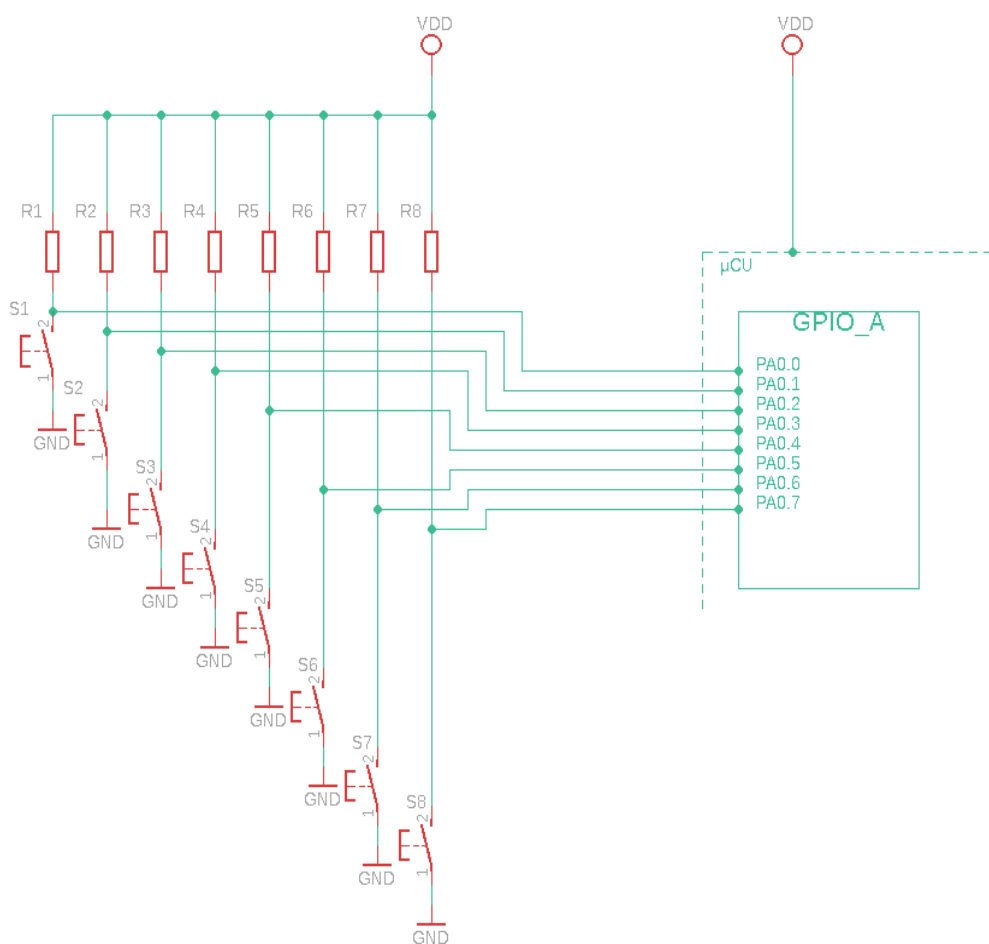 VDD
VDD
R1
R2
R3
R4
R5
R6
R7
R8
µCU
GPIO_A
S1
2
1
GND
PA0.0
PA0.1
PA0.2
PA0.3
PA0.4
PA0.5
PA0.6
PA0.7
S2
2
1
GND
S3
2
1
GND
S4
2
1
GND
S5
2
1
GND
S6
2
1
GND
S7
2
1
GND
S8
2
1
GND